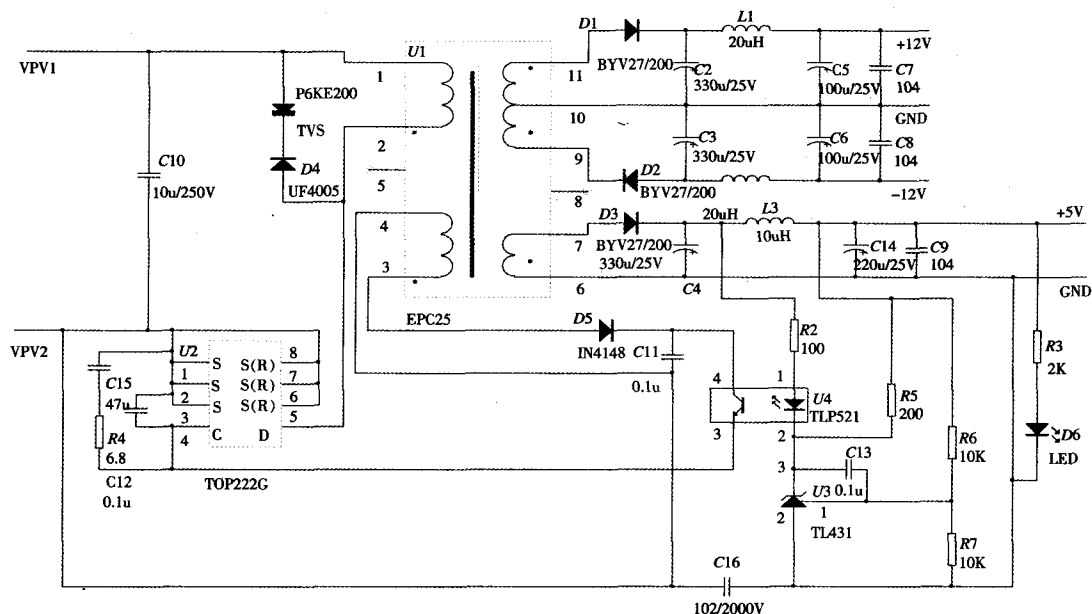 D1
L1
U1
20uH
+12V
VPV1
1
11
BYV27/200
C2
330u/25V
C5
100u/25V
C7
104
P6KE200
TVS
2
10
GND
C3
330u/25V
C6
100u/25V
C8
104
C10
10u/250V
D4
UF4005
5
9
D2
BYV27/200
−12V
8
4
D3
20uH
L3
+5V
7
BYV27/200
330u/25V
10uH
C14
220u/25V
C9
104
3
6
C4
GND
EPC25
D5
IN4148
C11
0.1u
R2
100
R3
2K
VPV2
U2
S
S(R)
8
1
S
S(R)
7
2
S
S(R)
6
3
C
D
5
4
C15
47u
R4
6.8
C12
0.1u
TOP222G
4
1
U4
TLP521
3
2
R5
200
R6
10K
D6
LED
3
C13
0.1u
U3
1
2
TL431
R7
10K
C16
102/2000V